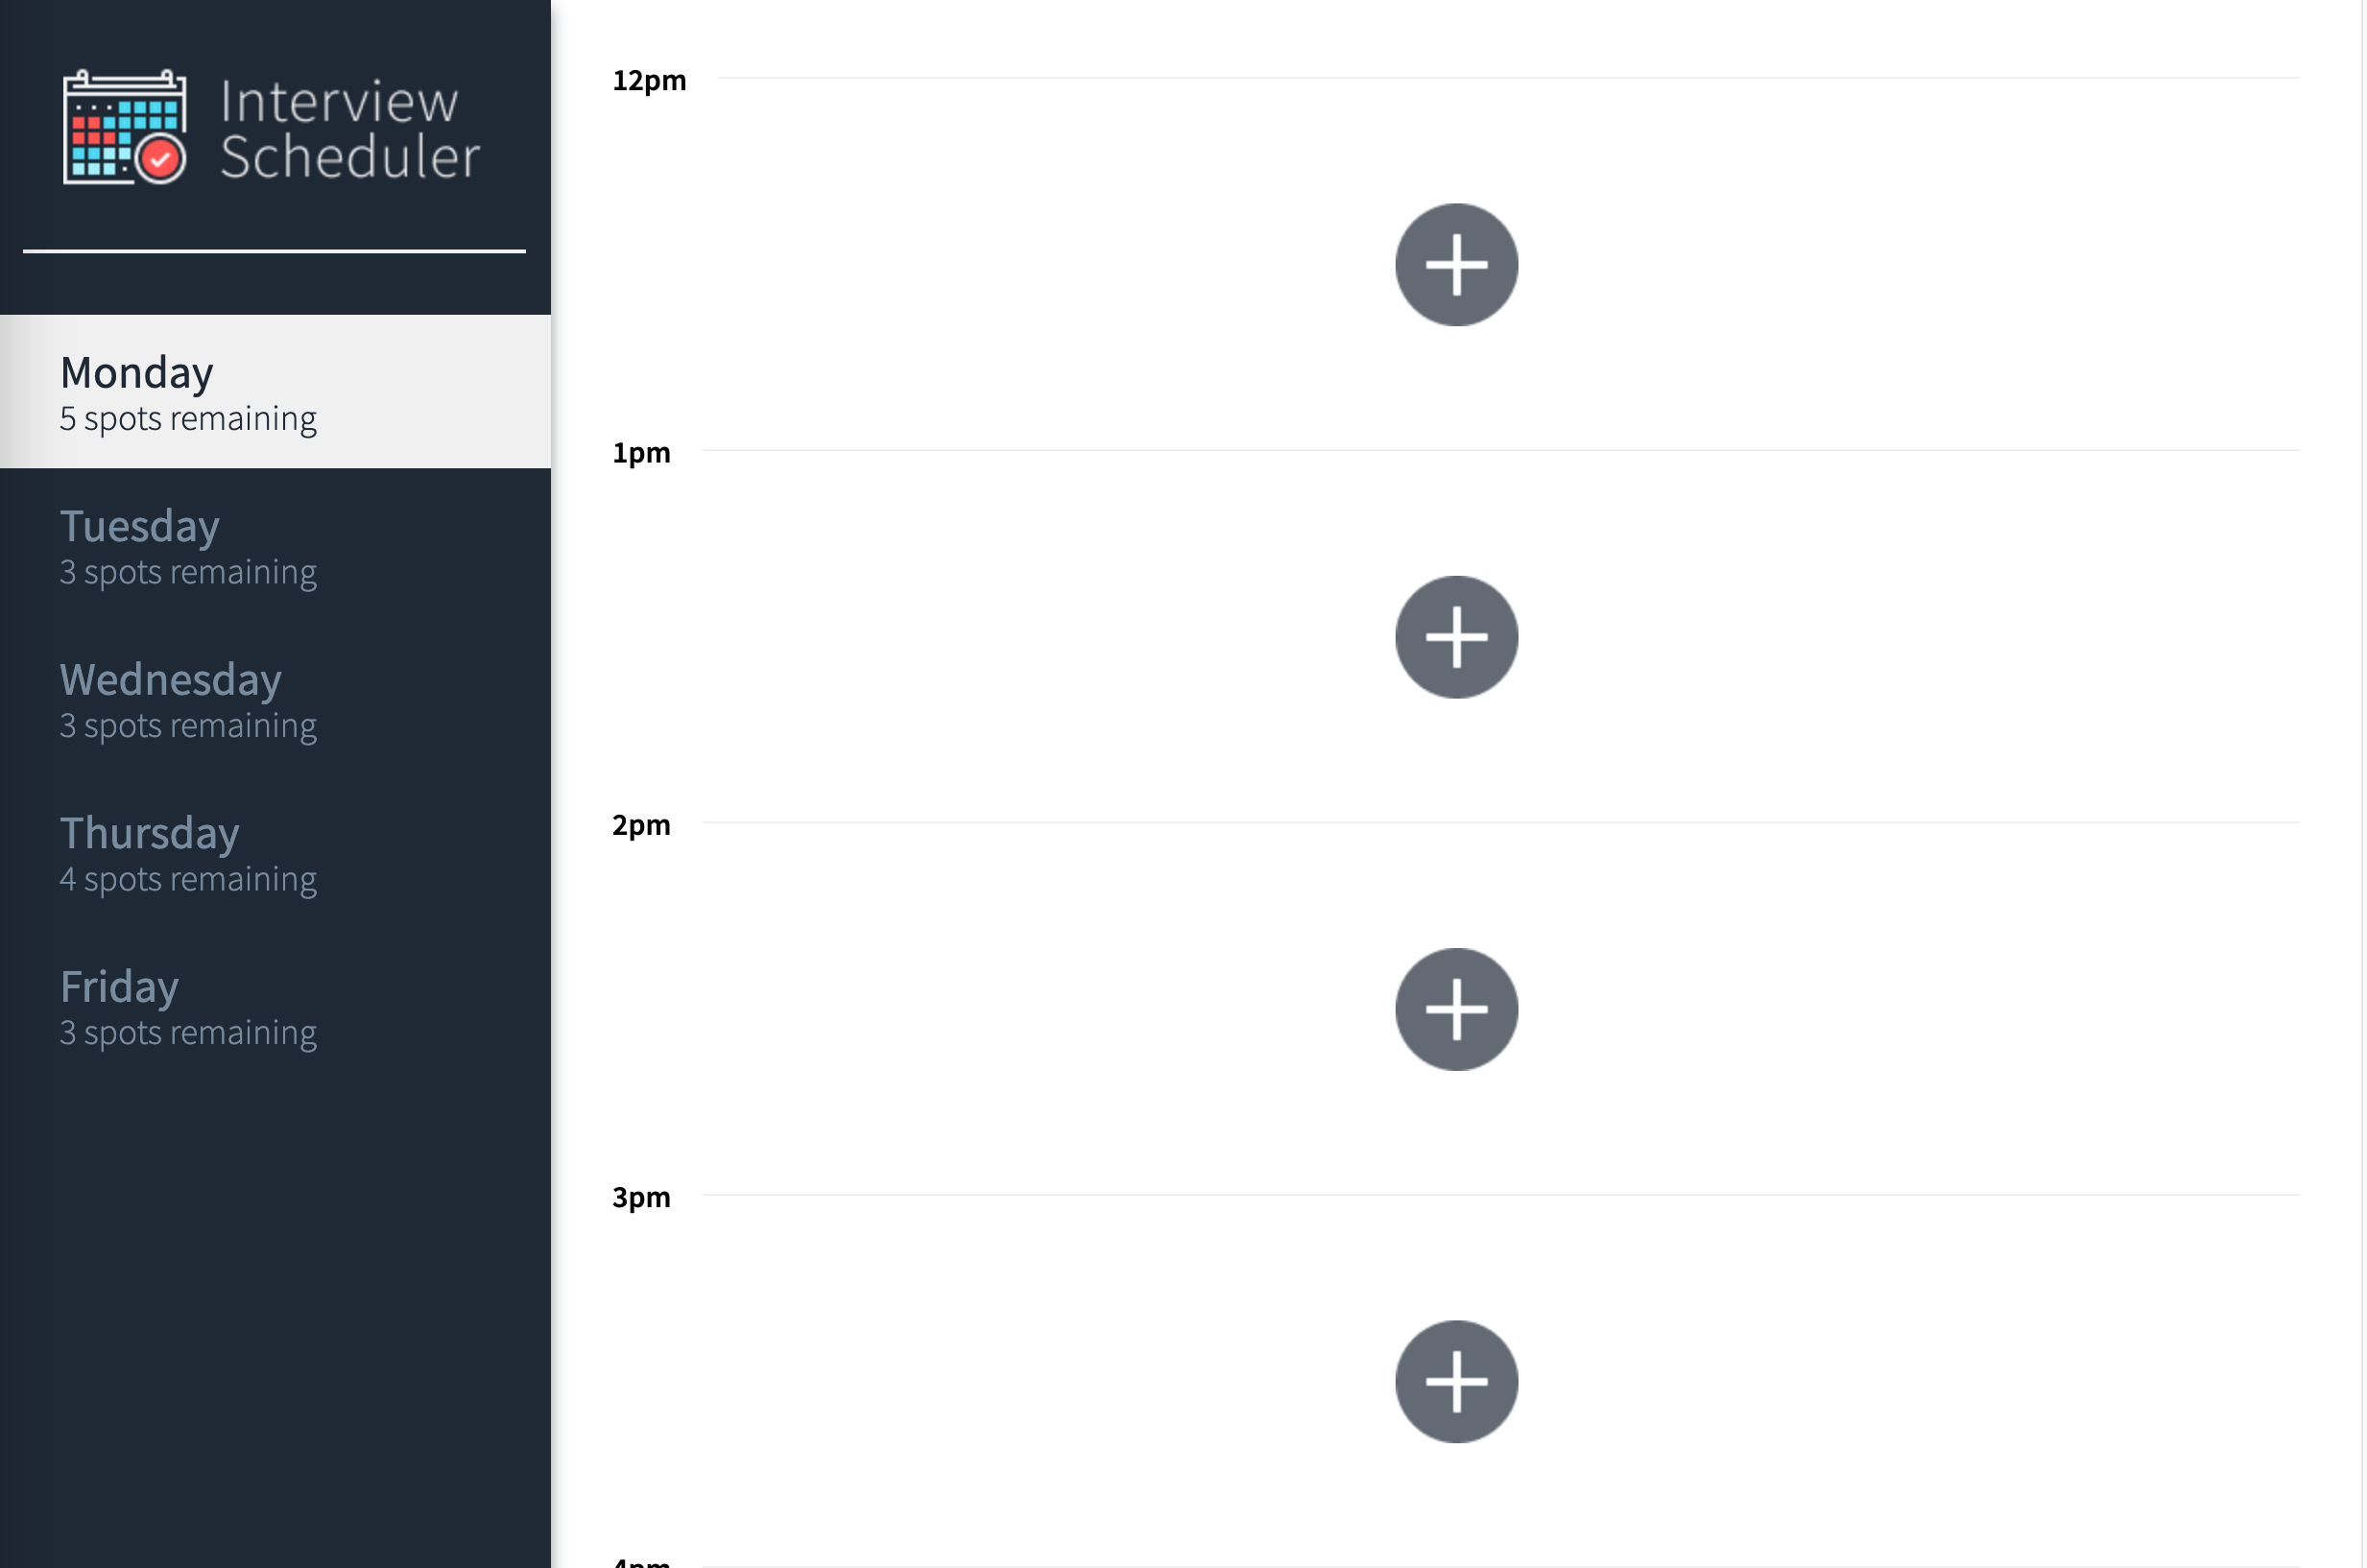 Interview
Scheduler
Monday
5 spots remaining
Tuesday
3 spots remaining
Wednesday
3 spots remaining
Thursday
4 spots remaining
Friday
3 spots remaining
12pm
1pm
2pm
3pm
4pm